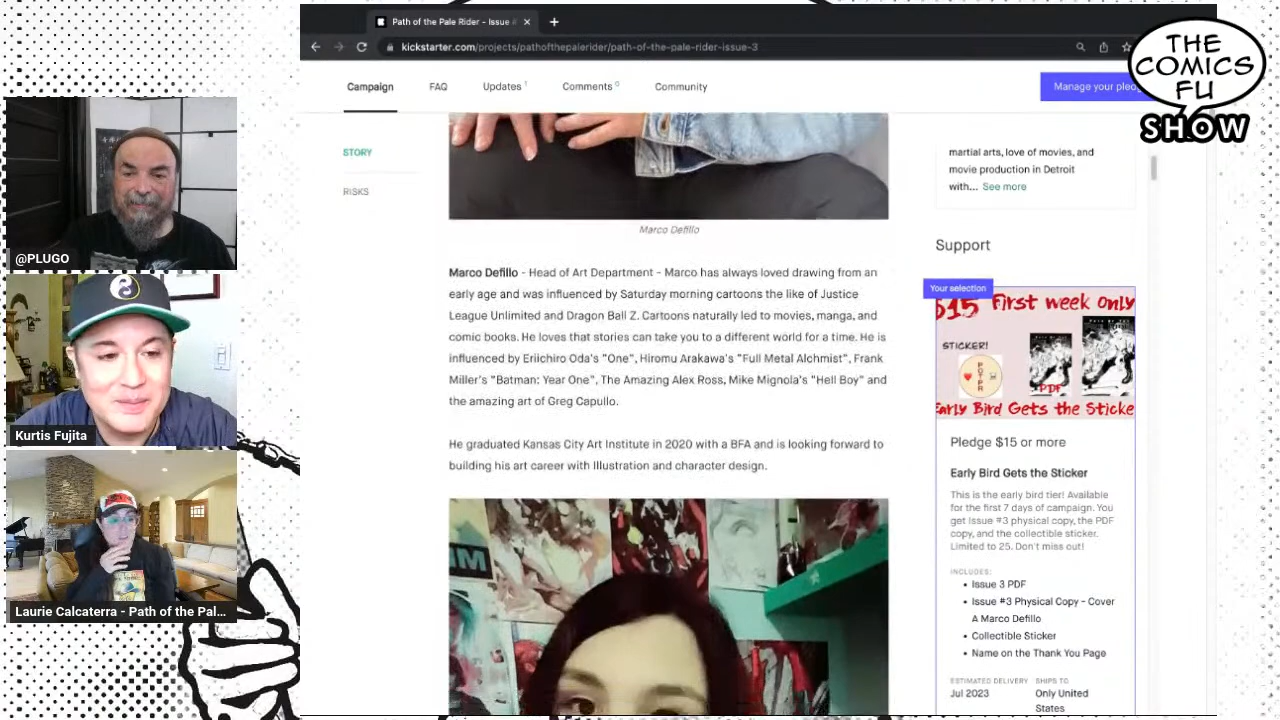 Path of the Pale Rider - Issue
kickstarter.com/projects/pathofthepalerider/path-of-the-pale-rider-issue-3
THE
COMICS
FU
SHOW
Campaign
FAQ
Updates 1
Comments 0
Community
Manage your pledg
STORY
RISKS
Marco Defillo
Marco Defillo - Head of Art Department - Marco has always loved drawing from an
early age and was influenced by Saturday morning cartoons the like of Justice
League Unlimited and Dragon Ball Z. Cartoons naturally led to movies, manga, and
comic books. He loves that stories can take you to a different world for a time. He is
influenced by Eriichiro Oda's "One", Hiromu Arakawa's "Full Metal Alchmist", Frank
Miller's "Batman: Year One", The Amazing Alex Ross, Mike Mignola's "Hell Boy" and
the amazing art of Greg Capullo.
He graduated Kansas City Art Institute in 2020 with a BFA and is looking forward to
building his art career with Illustration and character design.
martial arts, love of movies, and
movie production in Detroit
with... See more
Support
Your selection
$15 First week only
STICKER!
PDF
Early Bird Gets the Sticke
Pledge $15 or more
Early Bird Gets the Sticker
This is the early bird tier! Available
for the first 7 days of campaign. You
get Issue #3 physical copy, the PDF
copy, and the collectible sticker.
Limited to 25. Don't miss out!
INCLUDES:
• Issue 3 PDF
• Issue #3 Physical Copy - Cover
A Marco Defillo
• Collectible Sticker
• Name on the Thank You Page
ESTIMATED DELIVERY
Jul 2023
SHIPS TO
Only United
States
@PLUGO
Kurtis Fujita
Laurie Calcaterra - Path of the Pal...